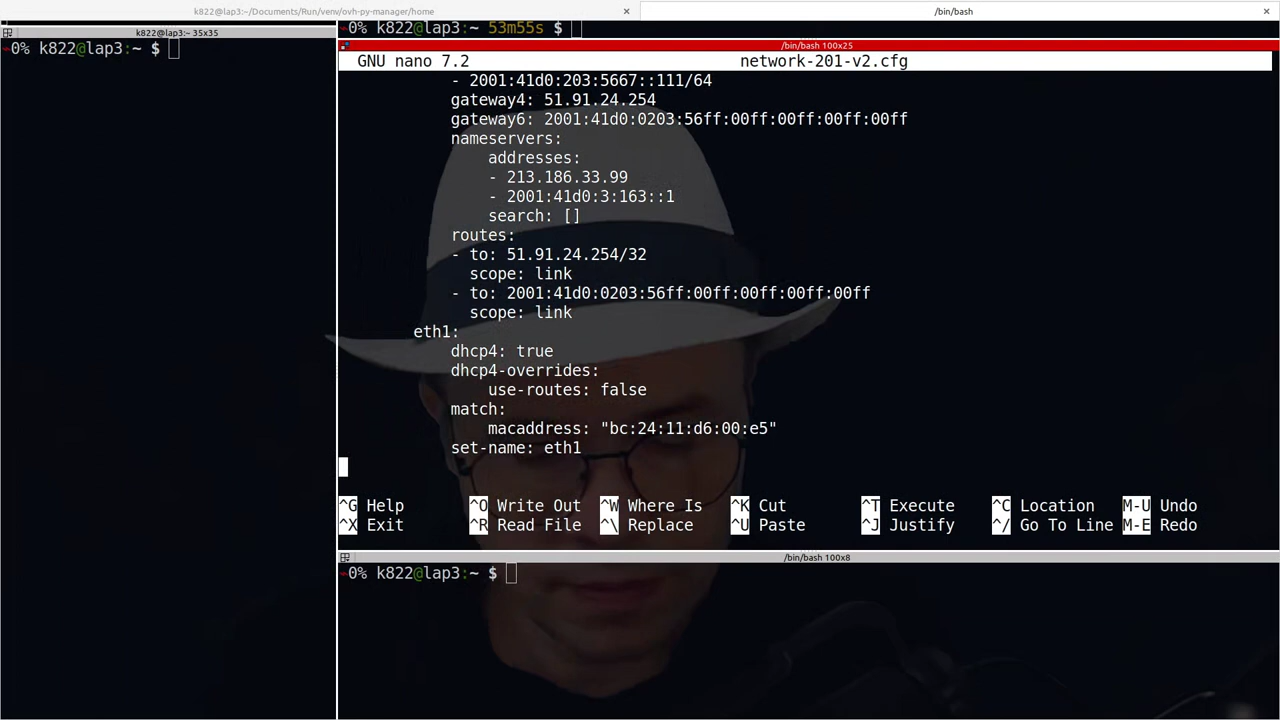 k822@lap3:~/Documents/Run/venv/ovh-py-manager/home
/bin/bash
k822@lap3:~ 35x35
0% k822@lap3:~ $
k822@lap3:~ 53m55s $
/bin/bash 100x25
GNU nano 7.2 network-201-v2.cfg
- 2001:41d0:203:5667::111/64
gateway4: 51.91.24.254
gateway6: 2001:41d0:0203:56ff:00ff:00ff:00ff:00ff
nameservers:
addresses:
- 213.186.33.99
- 2001:41d0:3:163::1
search: []
routes:
- to: 51.91.24.254/32
scope: link
- to: 2001:41d0:0203:56ff:00ff:00ff:00ff:00ff
scope: link
eth1:
dhcp4: true
dhcp4-overrides:
use-routes: false
match:
macaddress: "bc:24:11:d6:00:e5"
set-name: eth1
^G Help ^O Write Out ^W Where Is ^K Cut ^T Execute ^C Location M-U Undo
^X Exit ^R Read File ^\ Replace ^U Paste ^J Justify ^/ Go To Line M-E Redo
/bin/bash 100x8
0% k822@lap3:~ $